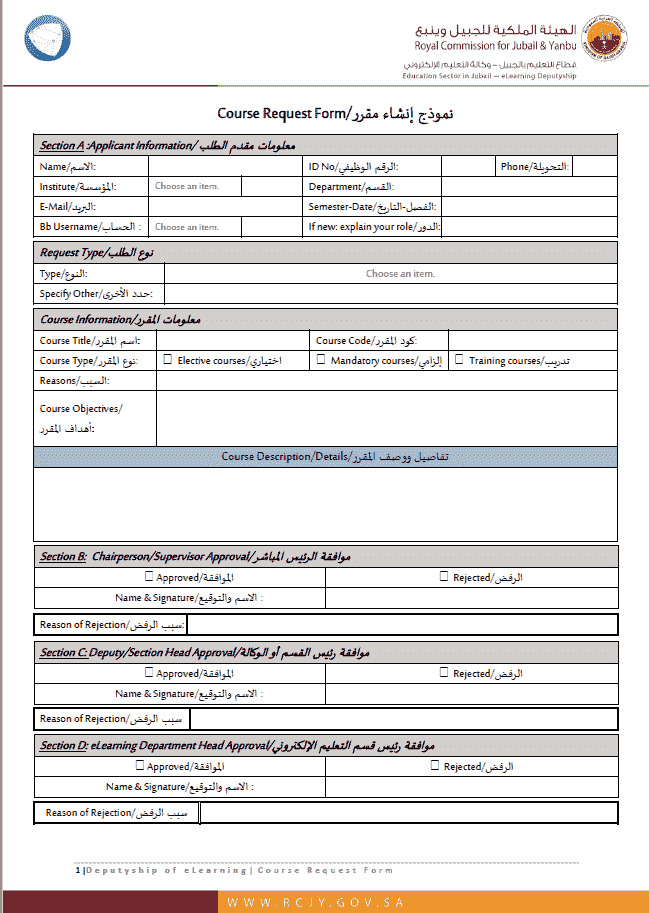 الهيئة الملكية للجبيل وينبع
Royal Commission for Jubail & Yanbu
قطاع التعليم بالجبيل – وكالة التعليم الإلكتروني
Education Sector in Jubail – eLearning Deputyship
Course Request Form/نموذج إنشاء مقرر
Section A :Applicant Information/معلومات مقدم الطلب
Name/الاسم: ID No/الرقم الوظيفي: Phone/التحويلة:
Institute/المؤسسة: Choose an item. Department/القسم:
E-Mail/البريد: Semester-Date/الفصل-التاريخ:
Bb Username/الحساب : Choose an item. If new: explain your role/الدور:
Request Type/نوع الطلب
Type/النوع: Choose an item.
Specify Other/حدد الأخرى:
Course Information/معلومات المقرر
Course Title/اسم المقرر: Course Code/كود المقرر:
Course Type/نوع المقرر: ☐ Elective courses/اختياري ☐ Mandatory courses/إلزامي ☐ Training courses/تدريب
Reasons/السبب:
Course Objectives/
أهداف المقرر:
Course Description/Details/تفاصيل ووصف المقرر
Section B: Chairperson/Supervisor Approval/موافقة الرئيس المباشر
☐ Approved/الموافقة ☐ Rejected/الرفض
Name & Signature/الاسم والتوقيع :
Reason of Rejection/سبب الرفض:
Section C: Deputy/Section Head Approval/موافقة رئيس القسم أو الوكالة
☐ Approved/الموافقة ☐ Rejected/الرفض
Name & Signature/الاسم والتوقيع :
Reason of Rejection/سبب الرفض
Section D: eLearning Department Head Approval/موافقة رئيس قسم التعليم الإلكتروني
☐ Approved/الموافقة ☐ Rejected/الرفض
Name & Signature/الاسم والتوقيع :
Reason of Rejection/سبب الرفض
1|Deputyship of eLearning| Course Request Form
WWW.RCJY.GOV.SA